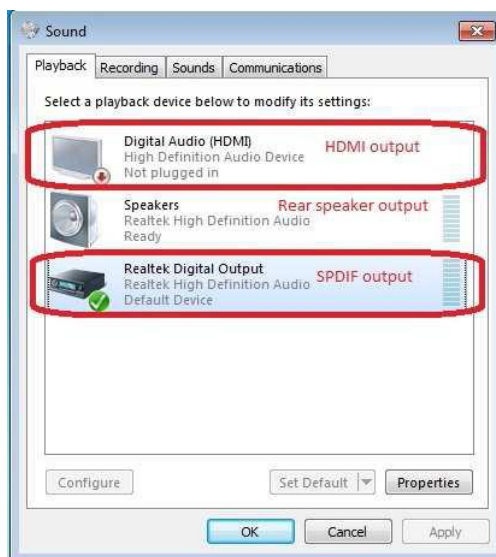 Sound
Playback Recording Sounds Communications
Select a playback device below to modify its settings:
Digital Audio (HDMI)
High Definition Audio Device
Not plugged in
HDMI output
Speakers
Realtek High Definition Audio
Ready
Rear speaker output
Realtek Digital Output
Realtek High Definition Audio
Default Device
SPDIF output
Configure Set Default Properties
OK Cancel Apply